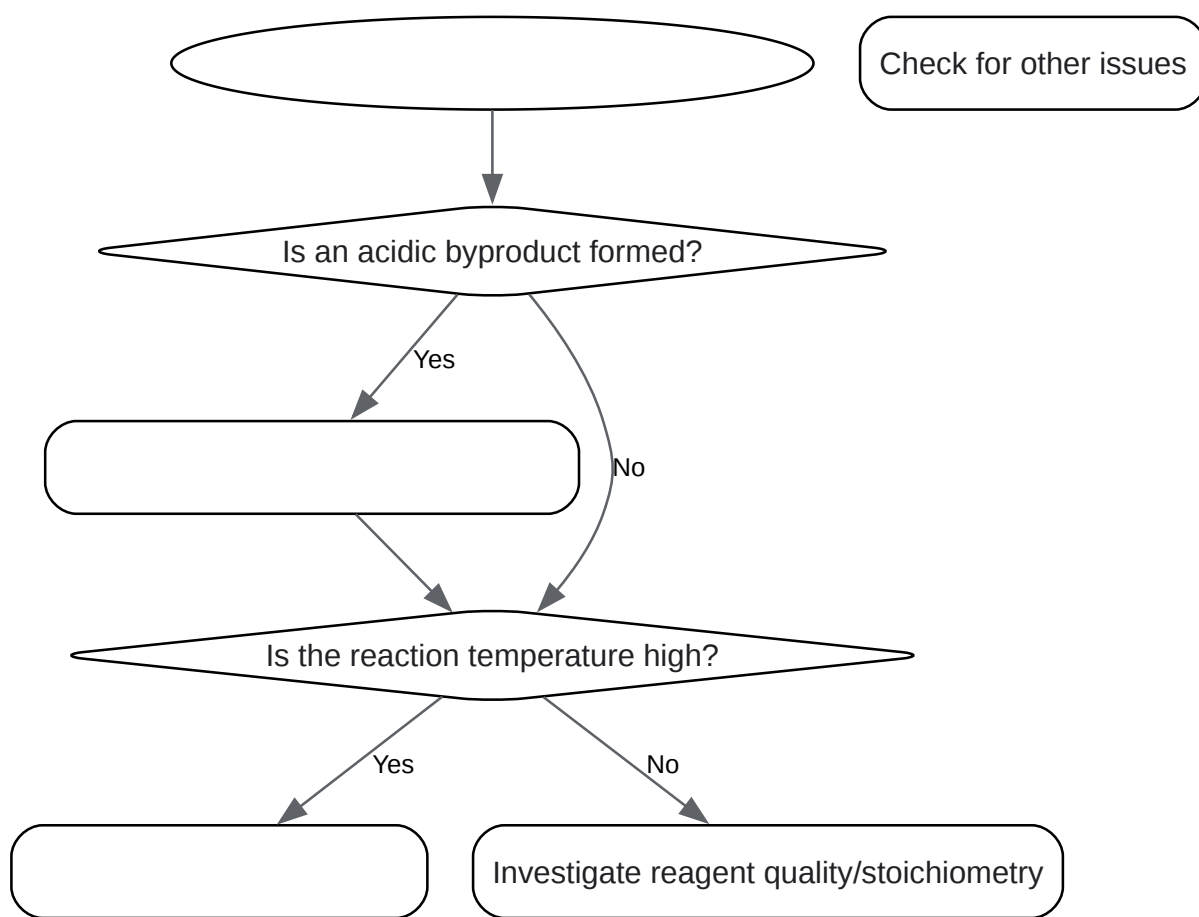 Check for other issues
Is an acidic byproduct formed?
Yes
No
Is the reaction temperature high?
Yes
No
Investigate reagent quality/stoichiometry